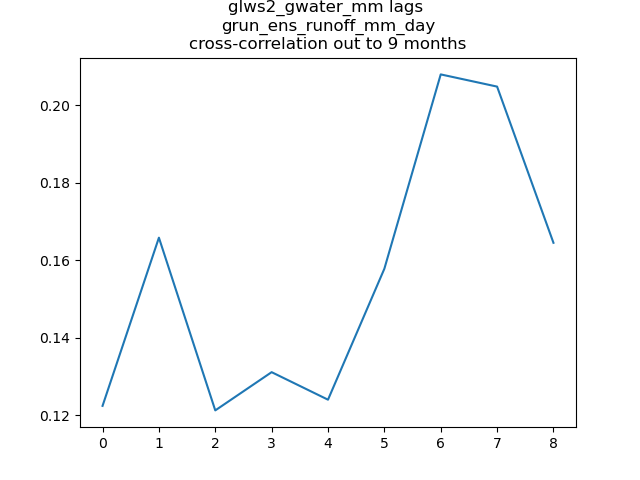 glws2_gwater_mm lags
grun_ens_runoff_mm_day
cross-correlation out to 9 months
0.20
0.18
0.16
0.14
0.12
0 1 2 3 4 5 6 7 8